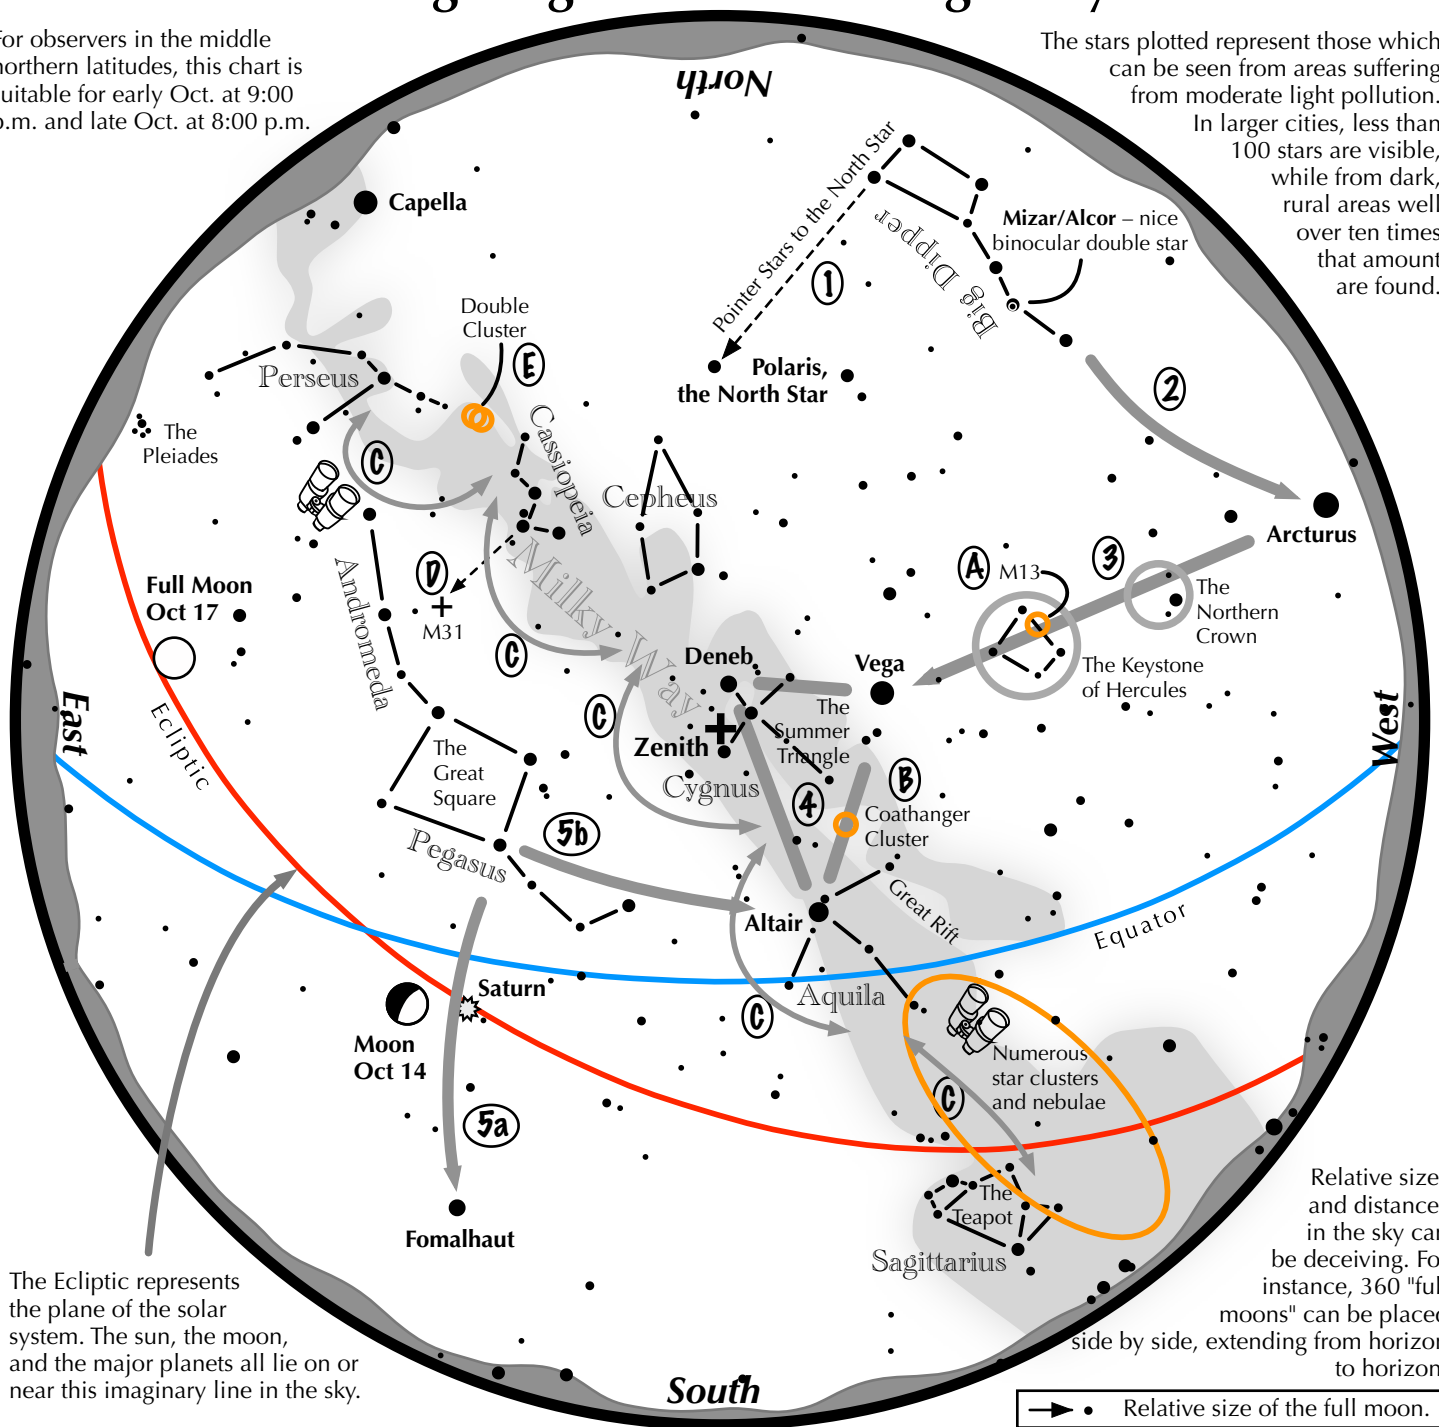 For observers in the middle
northern latitudes, this chart is
suitable for early Oct. at 9:00
p.m. and late Oct. at 8:00 p.m.
The stars plotted represent those which
can be seen from areas suffering
from moderate light pollution.
In larger cities, less than
100 stars are visible,
while from dark,
rural areas well
over ten times
that amount
are found.
North
Capella
Pointer Stars to the North Star
Big Dipper
Mizar/Alcor – nice
binocular double star
1
Double
Cluster
E
Polaris,
the North Star
2
Perseus
The
Pleiades
C
Cassiopeia
Cepheus
Arcturus
Andromeda
Milky Way
D
M31
A
M13
3
The
Northern
Crown
The Keystone
of Hercules
Full Moon
Oct 17
East
Ecliptic
C
C
Deneb
Vega
The
Summer
Triangle
Zenith
Cygnus
West
The
Great
Square
Pegasus
5b
4
B
Coathanger
Cluster
Great Rift
Altair
Equator
Aquila
Saturn
Moon
Oct 14
C
Numerous
star clusters
and nebulae
C
5a
Fomalhaut
The
Teapot
Sagittarius
The Ecliptic represents
the plane of the solar
system. The sun, the moon,
and the major planets all lie on or
near this imaginary line in the sky.
Relative size
and distance
in the sky can
be deceiving. For
instance, 360 "full
moons" can be placed
side by side, extending from horizon
to horizon
South
Relative size of the full moon.